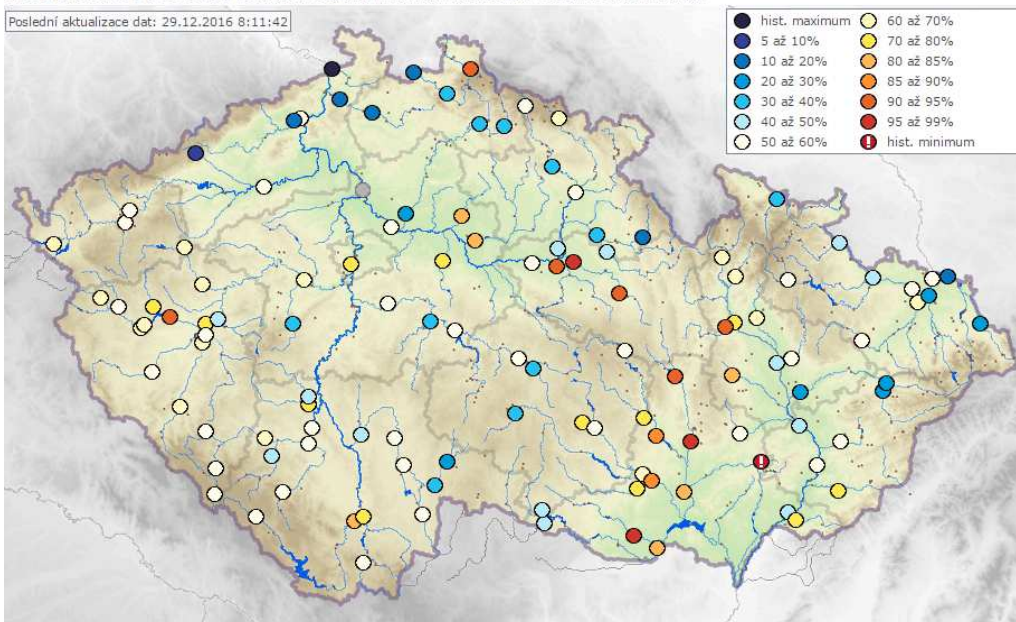 Poslední aktualizace dat: 29.12.2016 8:11:42
hist. maximum
5 až 10%
10 až 20%
20 až 30%
30 až 40%
40 až 50%
50 až 60%
60 až 70%
70 až 80%
80 až 85%
85 až 90%
90 až 95%
95 až 99%
hist. minimum